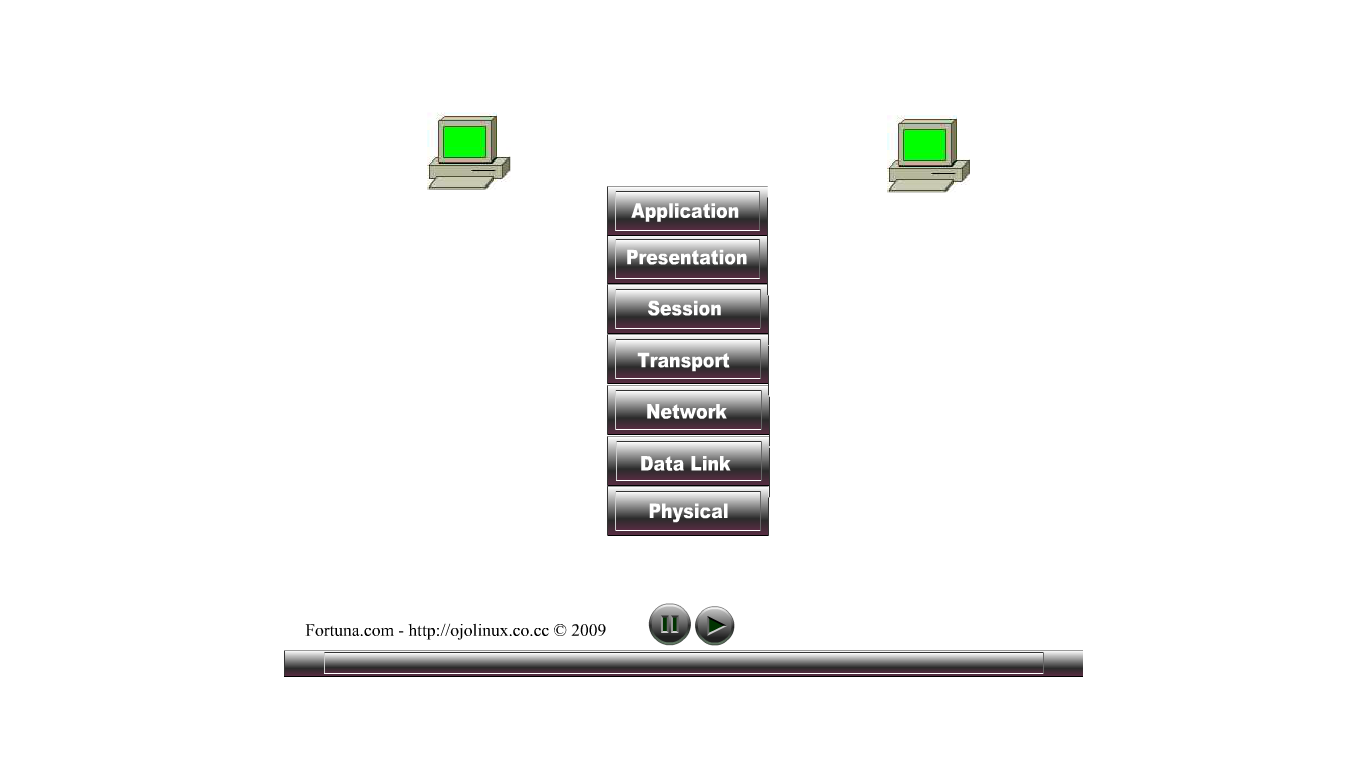 Application
Presentation
Session
Transport
Network
Data Link
Physical
Fortuna.com - http://ojolinux.co.cc © 2009